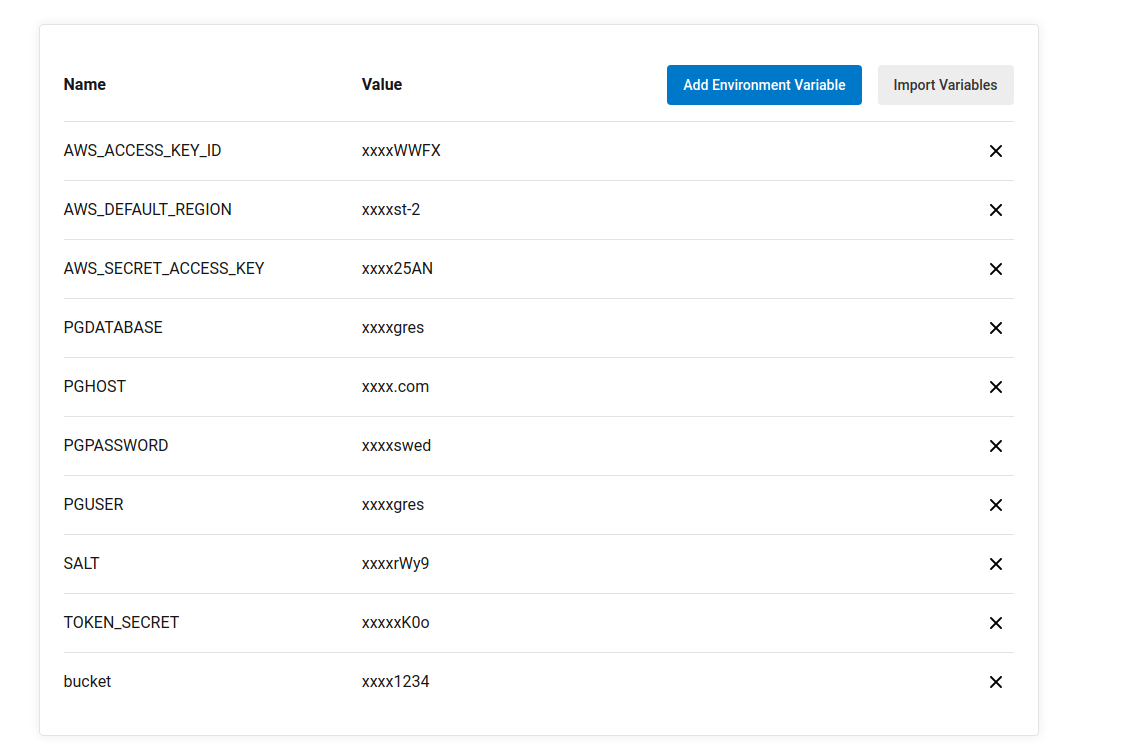 Name Value Add Environment Variable Import Variables
AWS_ACCESS_KEY_ID xxxxWWFX
AWS_DEFAULT_REGION xxxxst-2
AWS_SECRET_ACCESS_KEY xxxx25AN
PGDATABASE xxxxgres
PGHOST xxxx.com
PGPASSWORD xxxxswed
PGUSER xxxxgres
SALT xxxxrWy9
TOKEN_SECRET xxxxxK0o
bucket xxxx1234